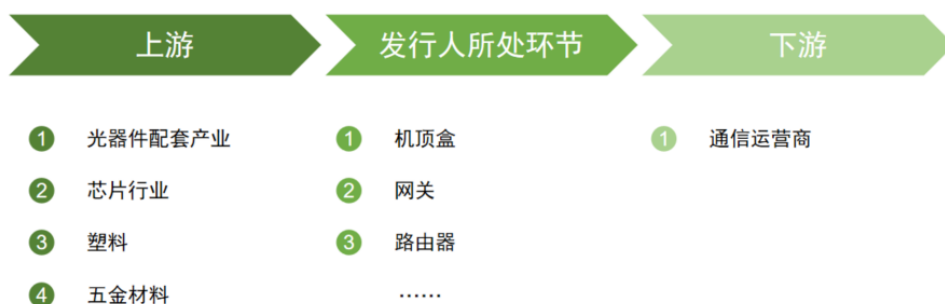 上游
发行人所处环节
下游
1 光器件配套产业
2 芯片行业
3 塑料
4 五金材料
1 机顶盒
2 网关
3 路由器
……
1 通信运营商